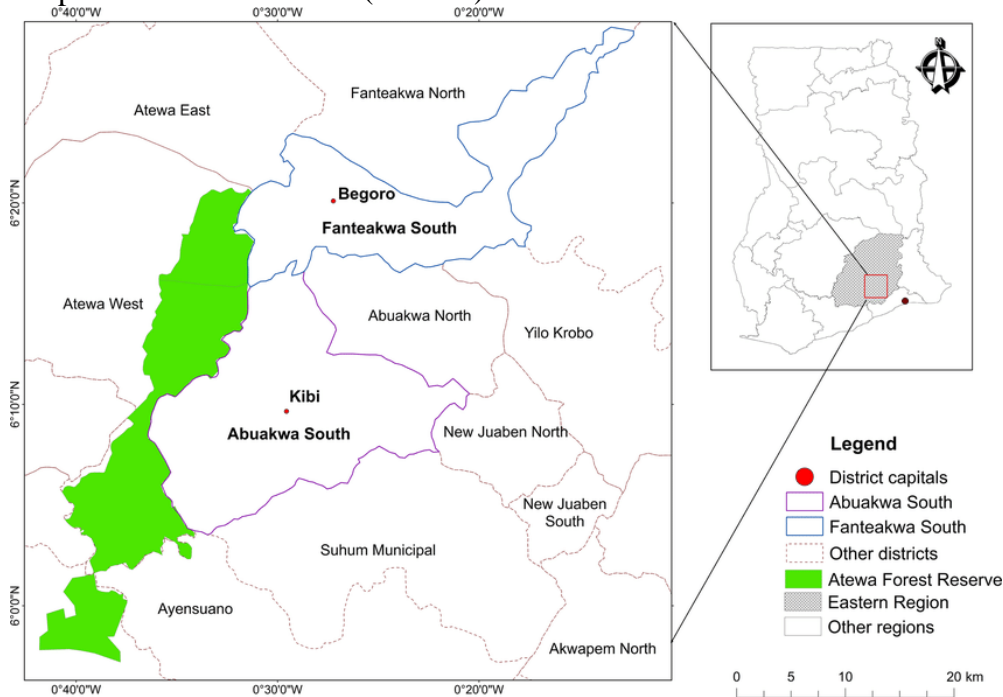 0°40'0"W
0°30'0"W
0°20'0"W
N
Fanteakwa North
Atewa East
6°20'0"N
Begoro
Fanteakwa South
Atewa West
Abuakwa North
Yilo Krobo
6°10'0"N
Kibi
Abuakwa South
New Juaben North
New Juaben
South
Suhum Municipal
6°0'0"N
Ayensuano
Akwapem North
0°40'0"W
0°30'0"W
0°20'0"W
Legend
District capitals
Abuakwa South
Fanteakwa South
Other districts
Atewa Forest Reserve
Eastern Region
Other regions
0 5 10 20 km